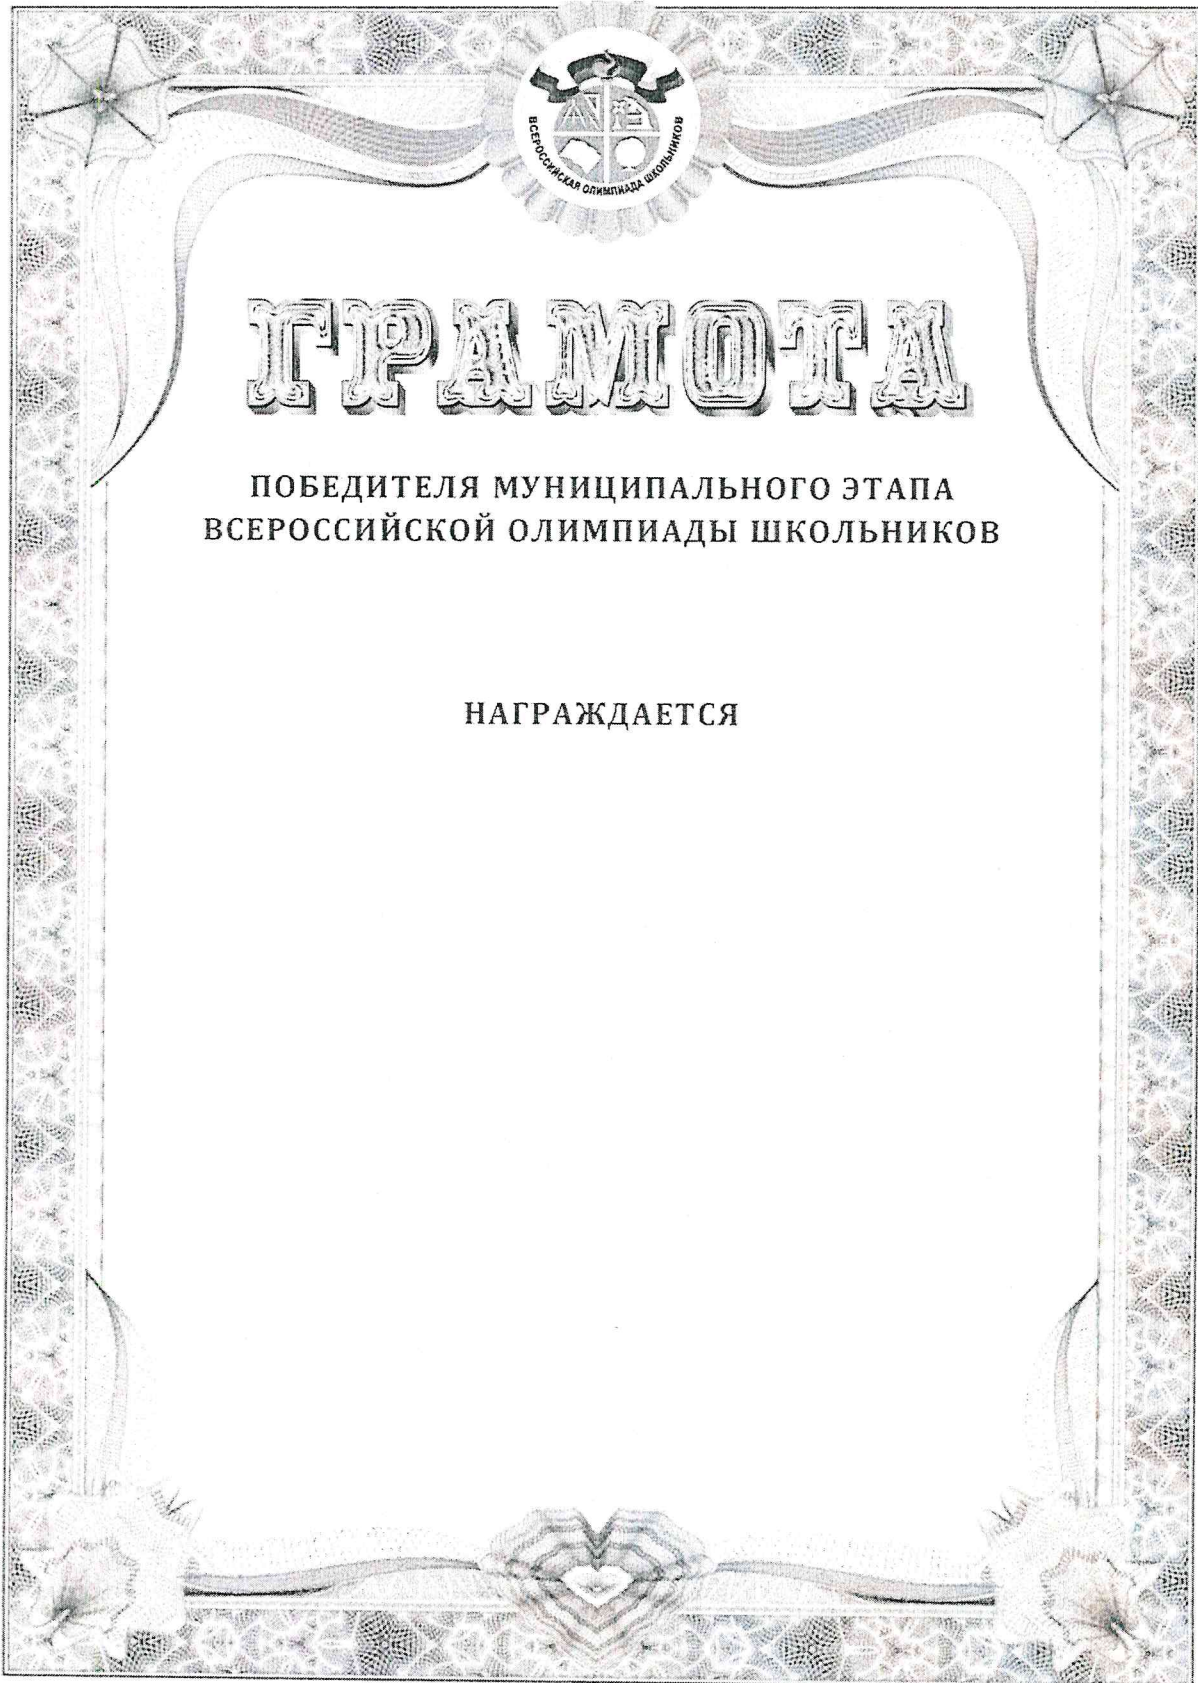 ВСЕРОССИЙСКАЯ ОЛИМПИАДА ШКОЛЬНИКОВ
ГРАМОТА
ПОБЕДИТЕЛЯ МУНИЦИПАЛЬНОГО ЭТАПА
ВСЕРОССИЙСКОЙ ОЛИМПИАДЫ ШКОЛЬНИКОВ
НАГРАЖДАЕТСЯ